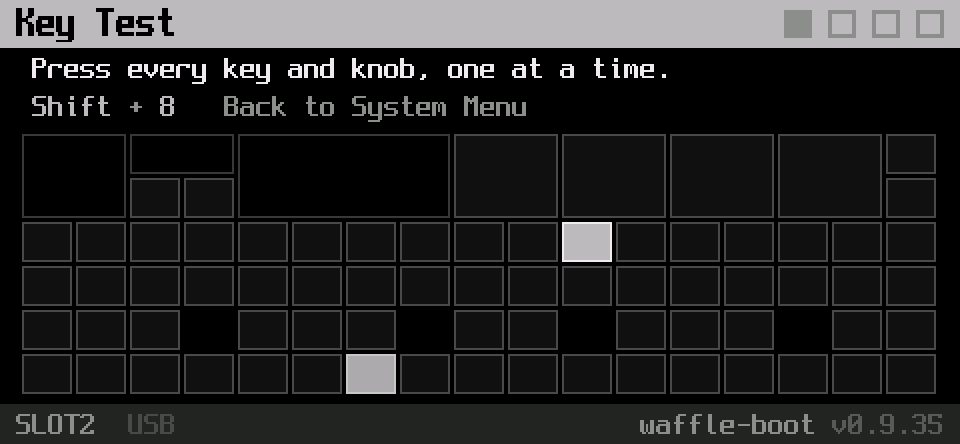 Key Test
Press every key and knob, one at a time.
Shift + 8 Back to System Menu
SLOT2 USB waffle-boot v0.9.35